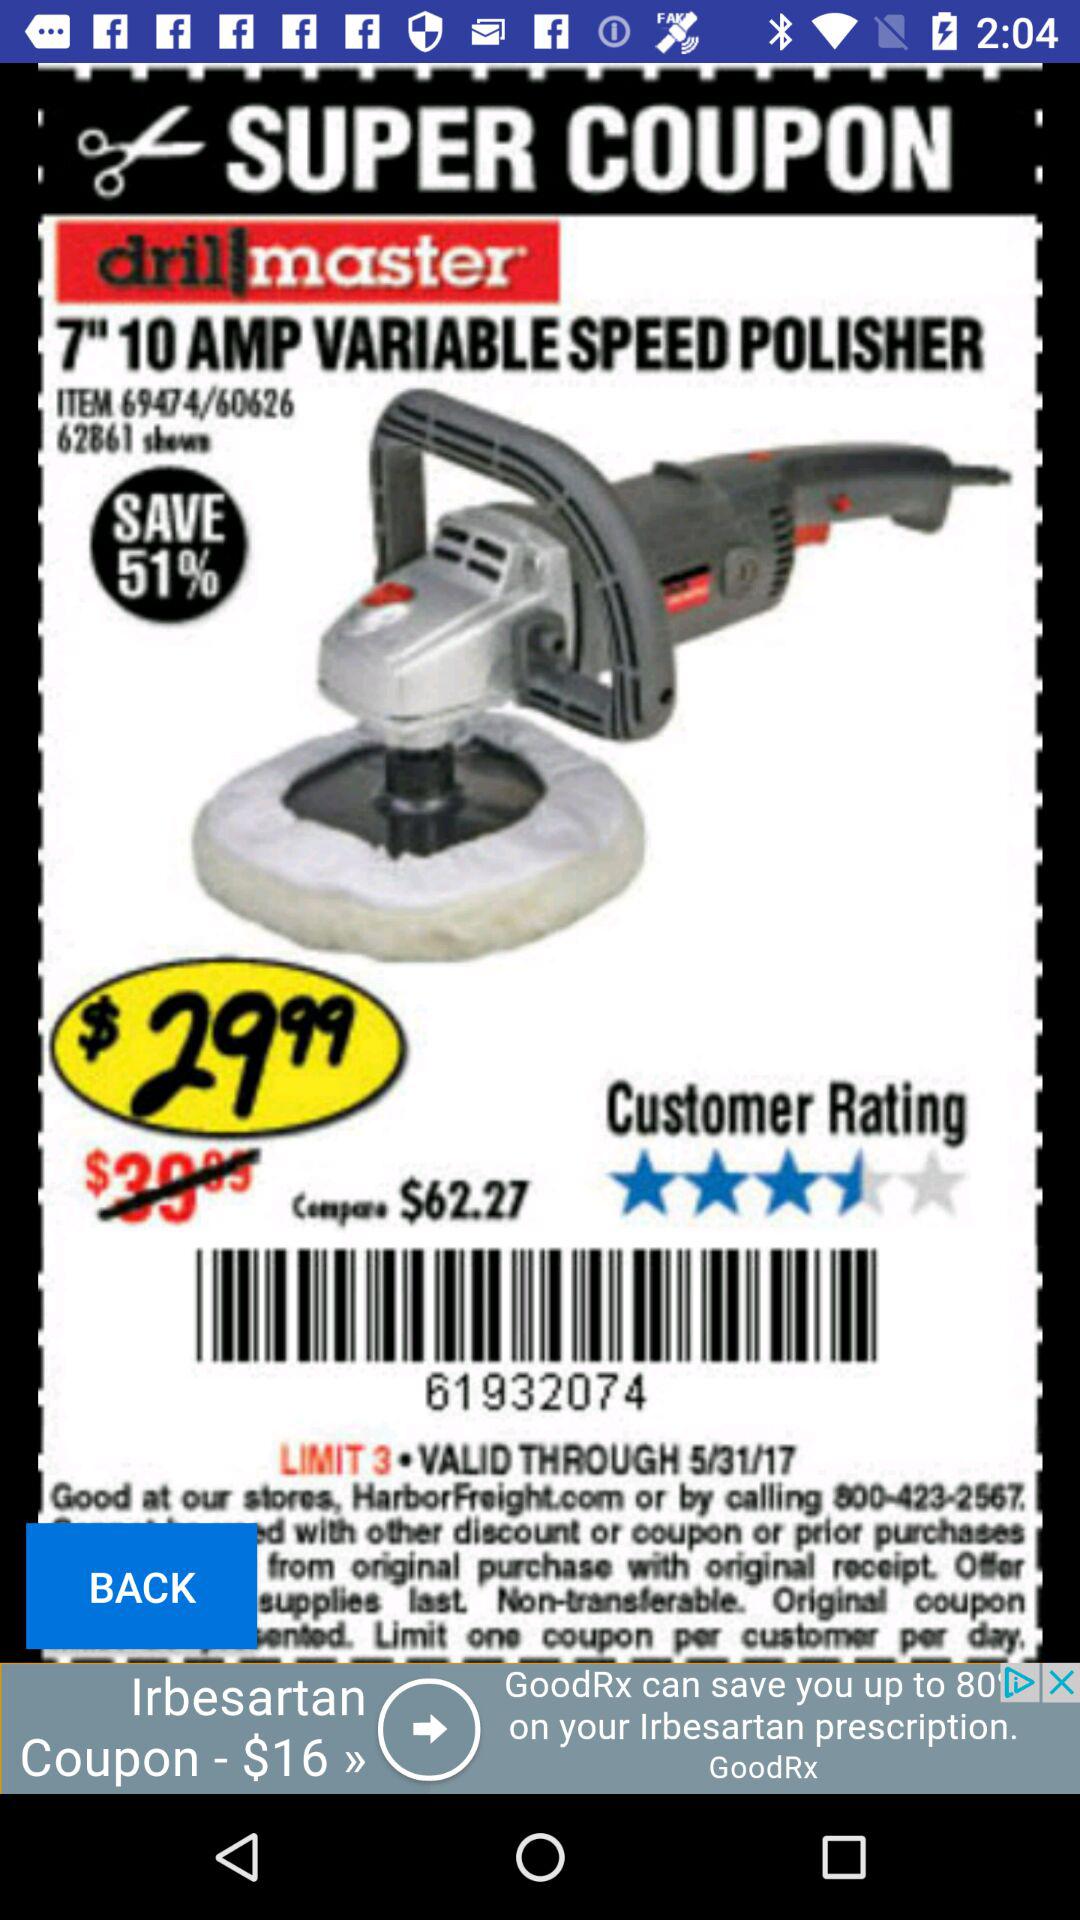 FAKE
2:04
SUPER COUPON
drillmaster
7" 10 AMP VARIABLE SPEED POLISHER
ITEM 69474/60626
62861 shown
SAVE
51%
$ 29 99
$39 99
Compare $62.27
Customer Rating
61932074
LIMIT 3 • VALID THROUGH 5/31/17
Good at our stores, HarborFreight.com or by calling 800-423-2567.
with other discount or coupon or prior purchases
from original purchase with original receipt. Offer
supplies last. Non-transferable. Original coupon
Limit one coupon per customer per day.
BACK
Irbesartan
Coupon - $16 »
GoodRx can save you up to 80
on your Irbesartan prescription.
GoodRx